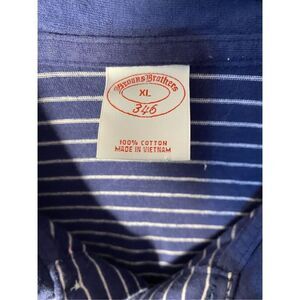 Brooks Brothers
XL
346
100% COTTON
MADE IN VIETNAM